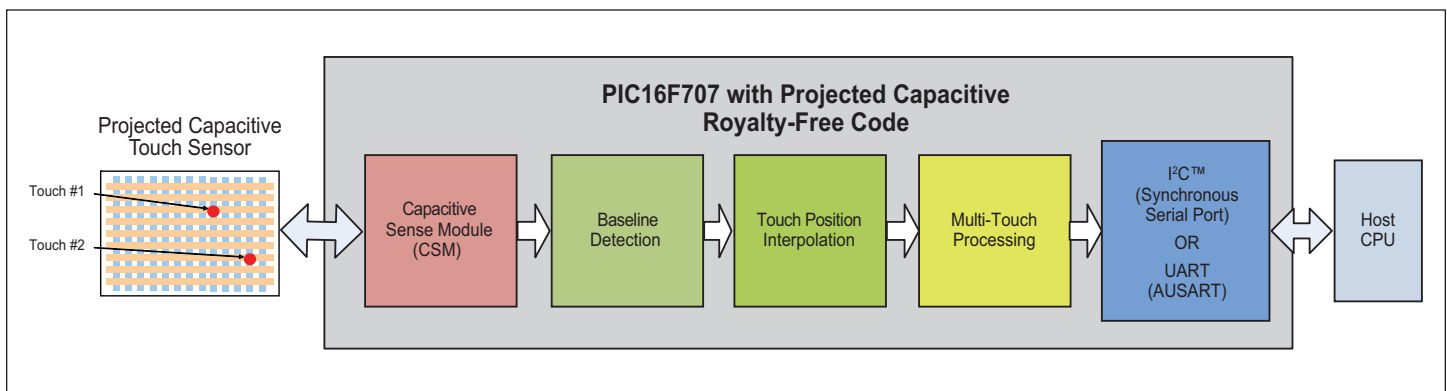 PIC16F707 with Projected Capacitive
Royalty-Free Code
Projected Capacitive
Touch Sensor
Touch #1
Touch #2
Capacitive
Sense Module
(CSM)
Baseline
Detection
Touch Position
Interpolation
Multi-Touch
Processing
I²C™
(Synchronous
Serial Port)
OR
UART
(AUSART)
Host
CPU